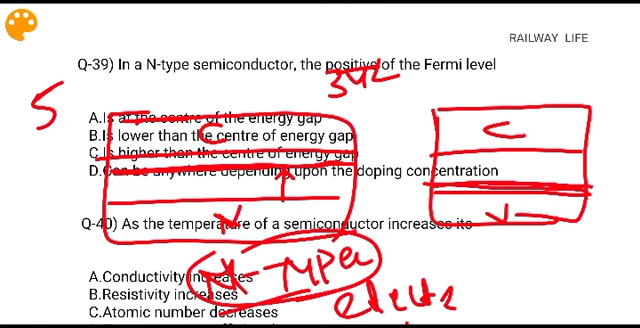 RAILWAY LIFE
Q-39) In a N-type semiconductor, the positive of the Fermi level
342
5
A.Is at the centre of the energy gap
C
C
B.Is lower than the centre of energy gap
C.Is higher than the centre of energy gap
D.Can be anywhere depending upon the doping concentration
V
V
Q-40) As the temperature of a semiconductor increases its
A.Conductivity increases
B.Resistivity increases
C.Atomic number decreases